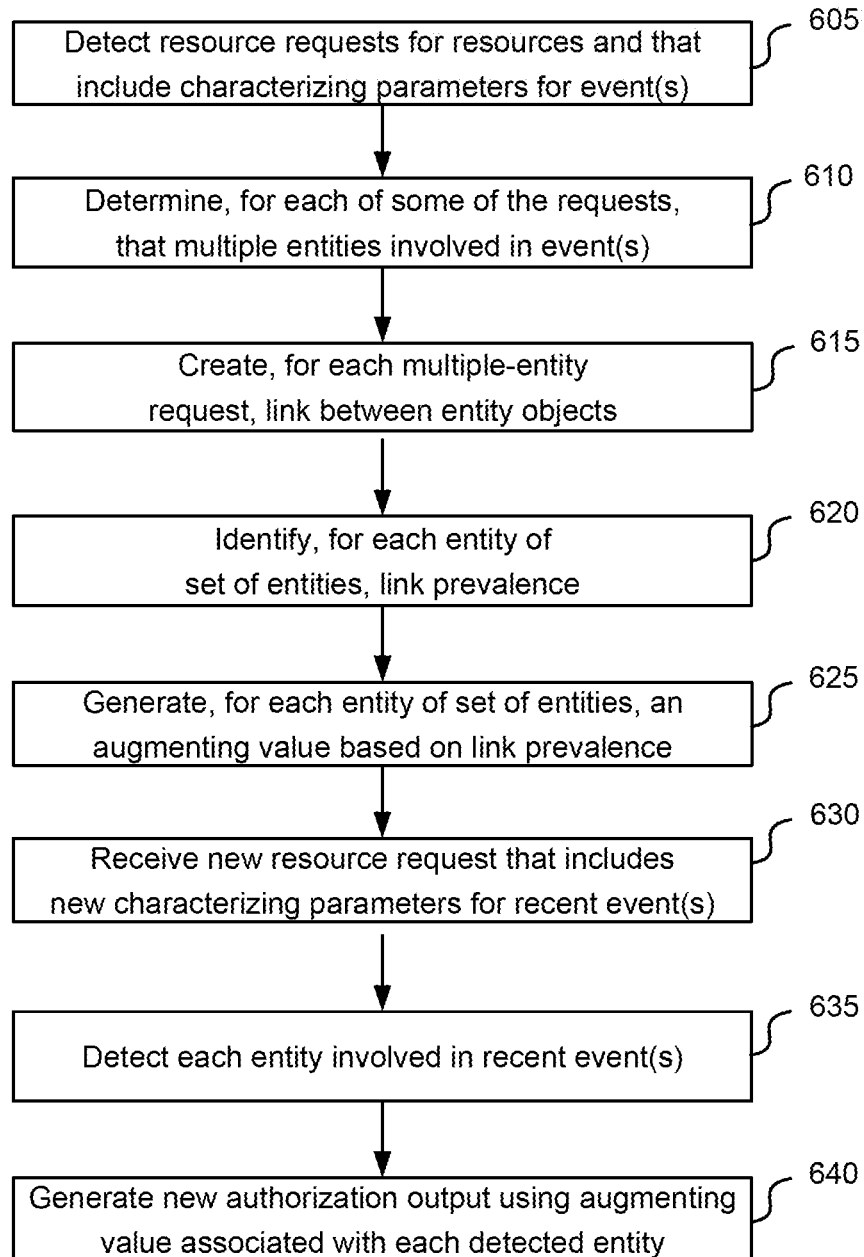 605
Detect resource requests for resources and that
include characterizing parameters for event(s)
610
Determine, for each of some of the requests,
that multiple entities involved in event(s)
615
Create, for each multiple-entity
request, link between entity objects
620
Identify, for each entity of
set of entities, link prevalence
625
Generate, for each entity of set of entities, an
augmenting value based on link prevalence
630
Receive new resource request that includes
new characterizing parameters for recent event(s)
635
Detect each entity involved in recent event(s)
640
Generate new authorization output using augmenting
value associated with each detected entity